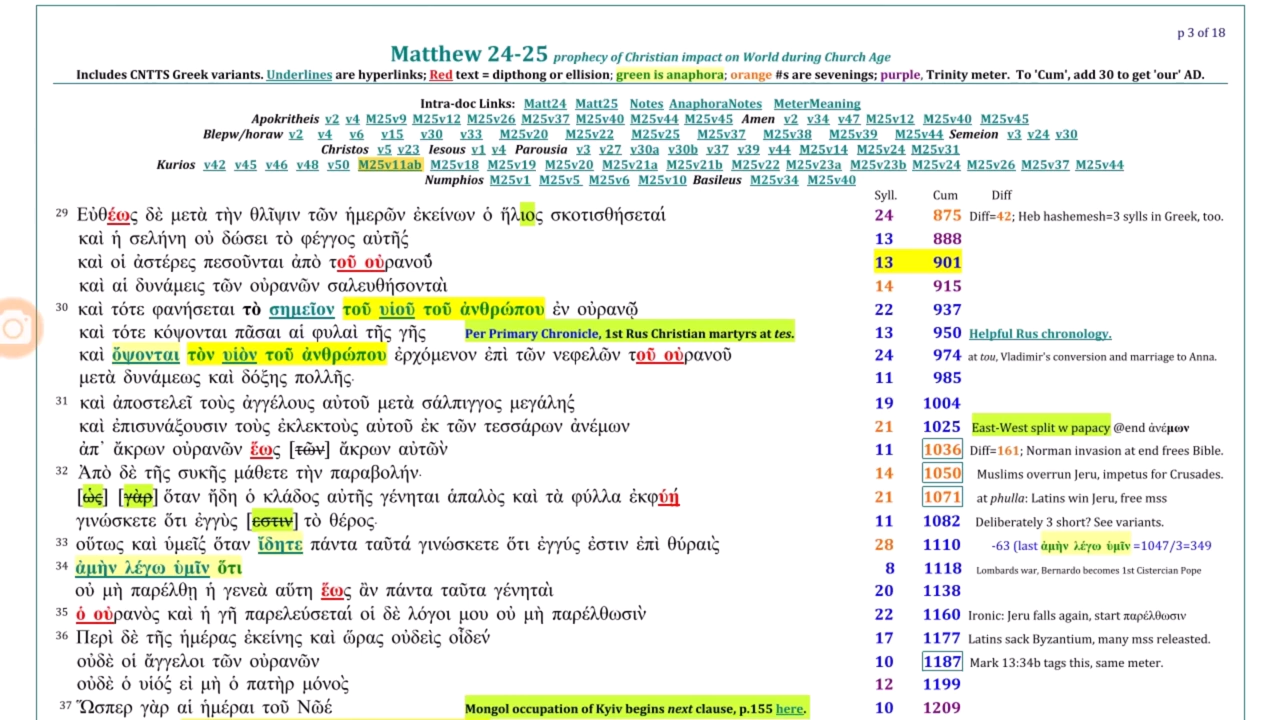 p 3 of 18
Matthew 24-25 prophecy of Christian impact on World during Church Age
Includes CNTTS Greek variants. Underlines are hyperlinks; Red text = dipthong or ellision; green is anaphora; orange #s are sevenings; purple, Trinity meter. To 'Cum', add 30 to get 'our' AD.
Intra-doc Links: Matt24 Matt25 Notes AnaphoraNotes MeterMeaning
Apokritheis v2 v4 M25v9 M25v12 M25v26 M25v37 M25v40 M25v44 M25v45 Amen v2 v34 v47 M25v12 M25v40 M25v45
Blepw/horaw v2 v4 v6 v15 v30 v33 M25v20 M25v22 M25v25 M25v37 M25v38 M25v39 M25v44 Semeion v3 v24 v30
Christos v5 v23 Iesous v1 v4 Parousia v3 v27 v30a v30b v37 v39 v44 M25v14 M25v24 M25v31
Kurios v42 v45 v46 v48 v50 M25v11ab M25v18 M25v19 M25v20 M25v21a M25v21b M25v22 M25v23a M25v23b M25v24 M25v26 M25v37 M25v44
Numphios M25v1 M25v5 M25v6 M25v10 Basileus M25v34 M25v40
Syll. Cum Diff
29 Εὐθέως δὲ μετὰ τὴν θλῖψιν τῶν ἡμερῶν ἐκείνων ὁ ἥλιος σκοτισθήσεταί 24 875 Diff=42; Heb hashemesh=3 sylls in Greek, too.
καὶ ἡ σελήνη οὐ δώσει τὸ φέγγος αὐτῆς 13 888
καὶ οἱ ἀστέρες πεσοῦνται ἀπὸ τοῦ οὐρανοῦ 13 901
καὶ αἱ δυνάμεις τῶν οὐρανῶν σαλευθήσονταὶ 14 915
30 καὶ τότε φανήσεται τὸ σημεῖον τοῦ υἱοῦ τοῦ ἀνθρώπου ἐν οὐρανῷ 22 937
καὶ τότε κόψονται πᾶσαι αἱ φυλαὶ τῆς γῆς Per Primary Chronicle, 1st Rus Christian martyrs at tes. 13 950 Helpful Rus chronology.
καὶ ὄψονται τὸν υἱὸν τοῦ ἀνθρώπου ἐρχόμενον ἐπὶ τῶν νεφελῶν τοῦ οὐρανοῦ 24 974 at tou, Vladimir's conversion and marriage to Anna.
μετὰ δυνάμεως καὶ δόξης πολλῆς· 11 985
31 καὶ ἀποστελεῖ τοὺς ἀγγέλους αὐτοῦ μετὰ σάλπιγγος μεγάλης 19 1004
καὶ ἐπισυνάξουσιν τοὺς ἐκλεκτοὺς αὐτοῦ ἐκ τῶν τεσσάρων ἀνέμων 21 1025 East-West split w papacy @end ἀνέμων
ἀπ᾽ ἄκρων οὐρανῶν ἕως [τῶν] ἄκρων αὐτῶν 11 1036 Diff=161; Norman invasion at end frees Bible.
32 Ἀπὸ δὲ τῆς συκῆς μάθετε τὴν παραβολήν· 14 1050 Muslims overrun Jeru, impetus for Crusades.
[ὡς] [γὰρ] ὅταν ἤδη ὁ κλάδος αὐτῆς γένηται ἁπαλὸς καὶ τὰ φύλλα ἐκφύῃ 21 1071 at phulla: Latins win Jeru, free mss
γινώσκετε ὅτι ἐγγὺς [εστιν] τὸ θέρος· 11 1082 Deliberately 3 short? See variants.
33 οὕτως καὶ ὑμεῖς ὅταν ἴδητε πάντα ταῦτά γινώσκετε ὅτι ἐγγύς ἐστιν ἐπὶ θύραις 28 1110 -63 (last ἀμὴν λέγω ὑμῖν =1047/3=349
34 ἀμὴν λέγω ὑμῖν ὅτι 8 1118 Lombards war, Bernardo becomes 1st Cistercian Pope
οὐ μὴ παρέλθῃ ἡ γενεὰ αὕτη ἕως ἂν πάντα ταῦτα γένηταὶ 20 1138
35 ὁ οὐρανὸς καὶ ἡ γῆ παρελεύσεταί οἱ δὲ λόγοι μου οὐ μὴ παρέλθωσιν 22 1160 Ironic: Jeru falls again, start παρέλθωσιν
36 Περὶ δὲ τῆς ἡμέρας ἐκείνης καὶ ὥρας οὐδεὶς οἶδεν 17 1177 Latins sack Byzantium, many mss releasted.
οὐδὲ οἱ ἄγγελοι τῶν οὐρανῶν 10 1187 Mark 13:34b tags this, same meter.
οὐδὲ ὁ υἱός εἰ μὴ ὁ πατὴρ μόνος 12 1199
37 Ὥσπερ γὰρ αἱ ἡμέραι τοῦ Νῶέ Mongol occupation of Kyiv begins next clause, p.155 here. 10 1209